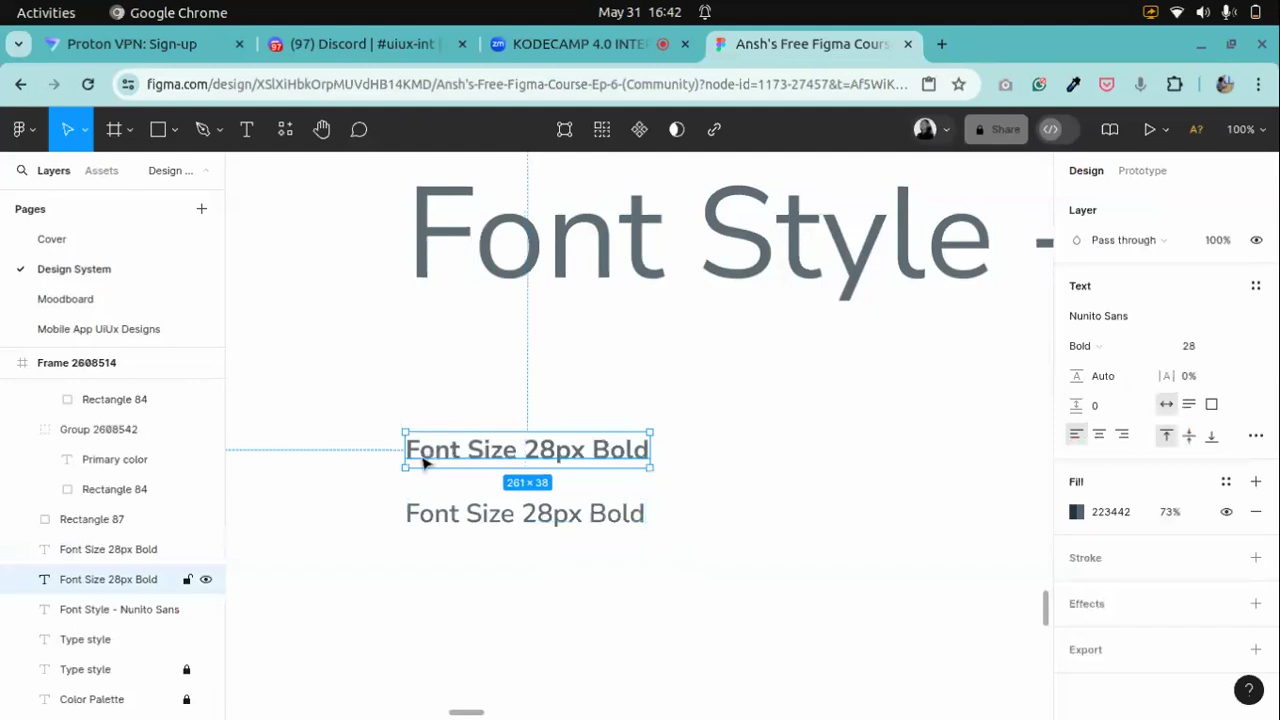 Activities Google Chrome May 31 16:42
Proton VPN: Sign-up (97) Discord | #uiux-int KODECAMP 4.0 INTE Ansh's Free Figma Cours
figma.com/design/XSlXiHbkOrpMUVdHB14KMD/Ansh's-Free-Figma-Course-Ep-6-(Community)?node-id=1173-27457&t=Af5WiK...
Share A? 100%
Layers Assets Design ...
Design Prototype
Pages
Cover
Design System
Moodboard
Mobile App UiUx Designs
Frame 2608514
Rectangle 84
Group 2608542
Primary color
Rectangle 84
Rectangle 87
Font Size 28px Bold
Font Size 28px Bold
Font Style - Nunito Sans
Type style
Type style
Color Palette
Font Style -
Font Size 28px Bold
261 × 38
Font Size 28px Bold
Layer
Pass through 100%
Text
Nunito Sans
Bold 28
Auto 0%
0
Fill
223442 73%
Stroke
Effects
Export
?